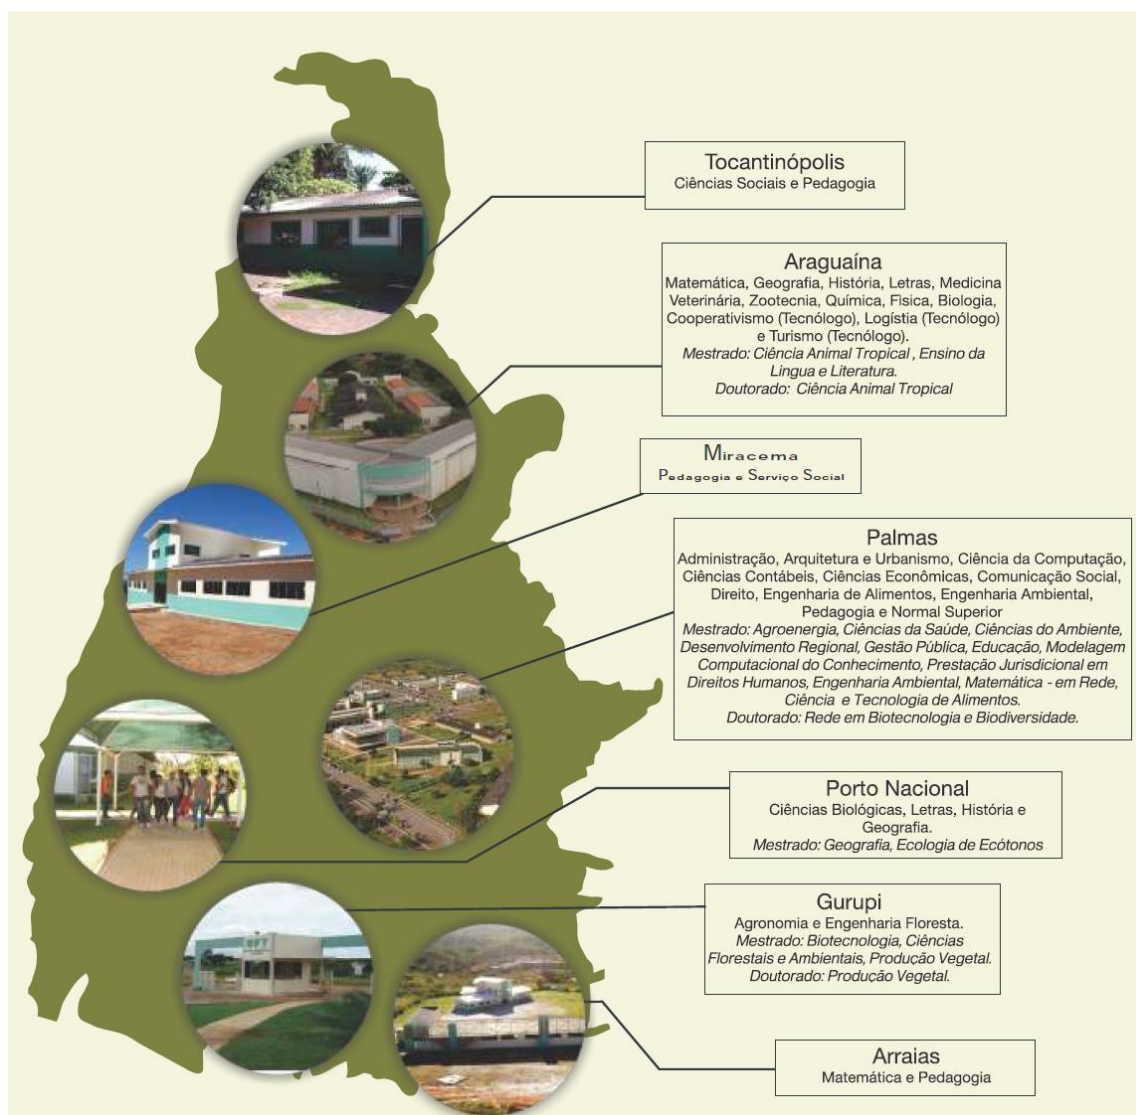 Tocantinópolis
Ciências Sociais e Pedagogia
Araguaína
Matemática, Geografia, História, Letras, Medicina
Veterinária, Zootecnia, Química, Fìsica, Biologia,
Cooperativismo (Tecnólogo), Logístia (Tecnólogo)
e Turismo (Tecnólogo).
Mestrado: Ciência Animal Tropical , Ensino da
Língua e Literatura.
Doutorado: Ciência Animal Tropical
Miracema
Pedagogia e Serviço Social
Palmas
Administração, Arquitetura e Urbanismo, Ciência da Computação,
Ciências Contábeis, Ciências Econômicas, Comunicação Social,
Direito, Engenharia de Alimentos, Engenharia Ambiental,
Pedagogia e Normal Superior
Mestrado: Agroenergia, Ciências da Saúde, Ciências do Ambiente,
Desenvolvimento Regional, Gestão Pública, Educação, Modelagem
Computacional do Conhecimento, Prestação Jurisdicional em
Direitos Humanos, Engenharia Ambiental, Matemática - em Rede,
Ciência e Tecnologia de Alimentos.
Doutorado: Rede em Biotecnologia e Biodiversidade.
Porto Nacional
Ciências Biológicas, Letras, História e
Geografia.
Mestrado: Geografia, Ecologia de Ecótonos
Gurupi
Agronomia e Engenharia Floresta.
Mestrado: Biotecnologia, Ciências
Florestais e Ambientais, Produção Vegetal.
Doutorado: Produção Vegetal.
UFT
Arraias
Matemática e Pedagogia